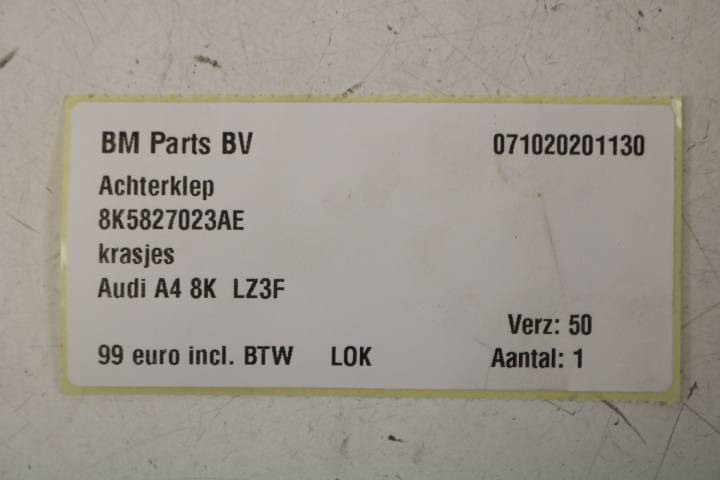 BM Parts BV 071020201130
Achterklep
8K5827023AE
krasjes
Audi A4 8K LZ3F
Verz: 50
99 euro incl. BTW LOK Aantal: 1